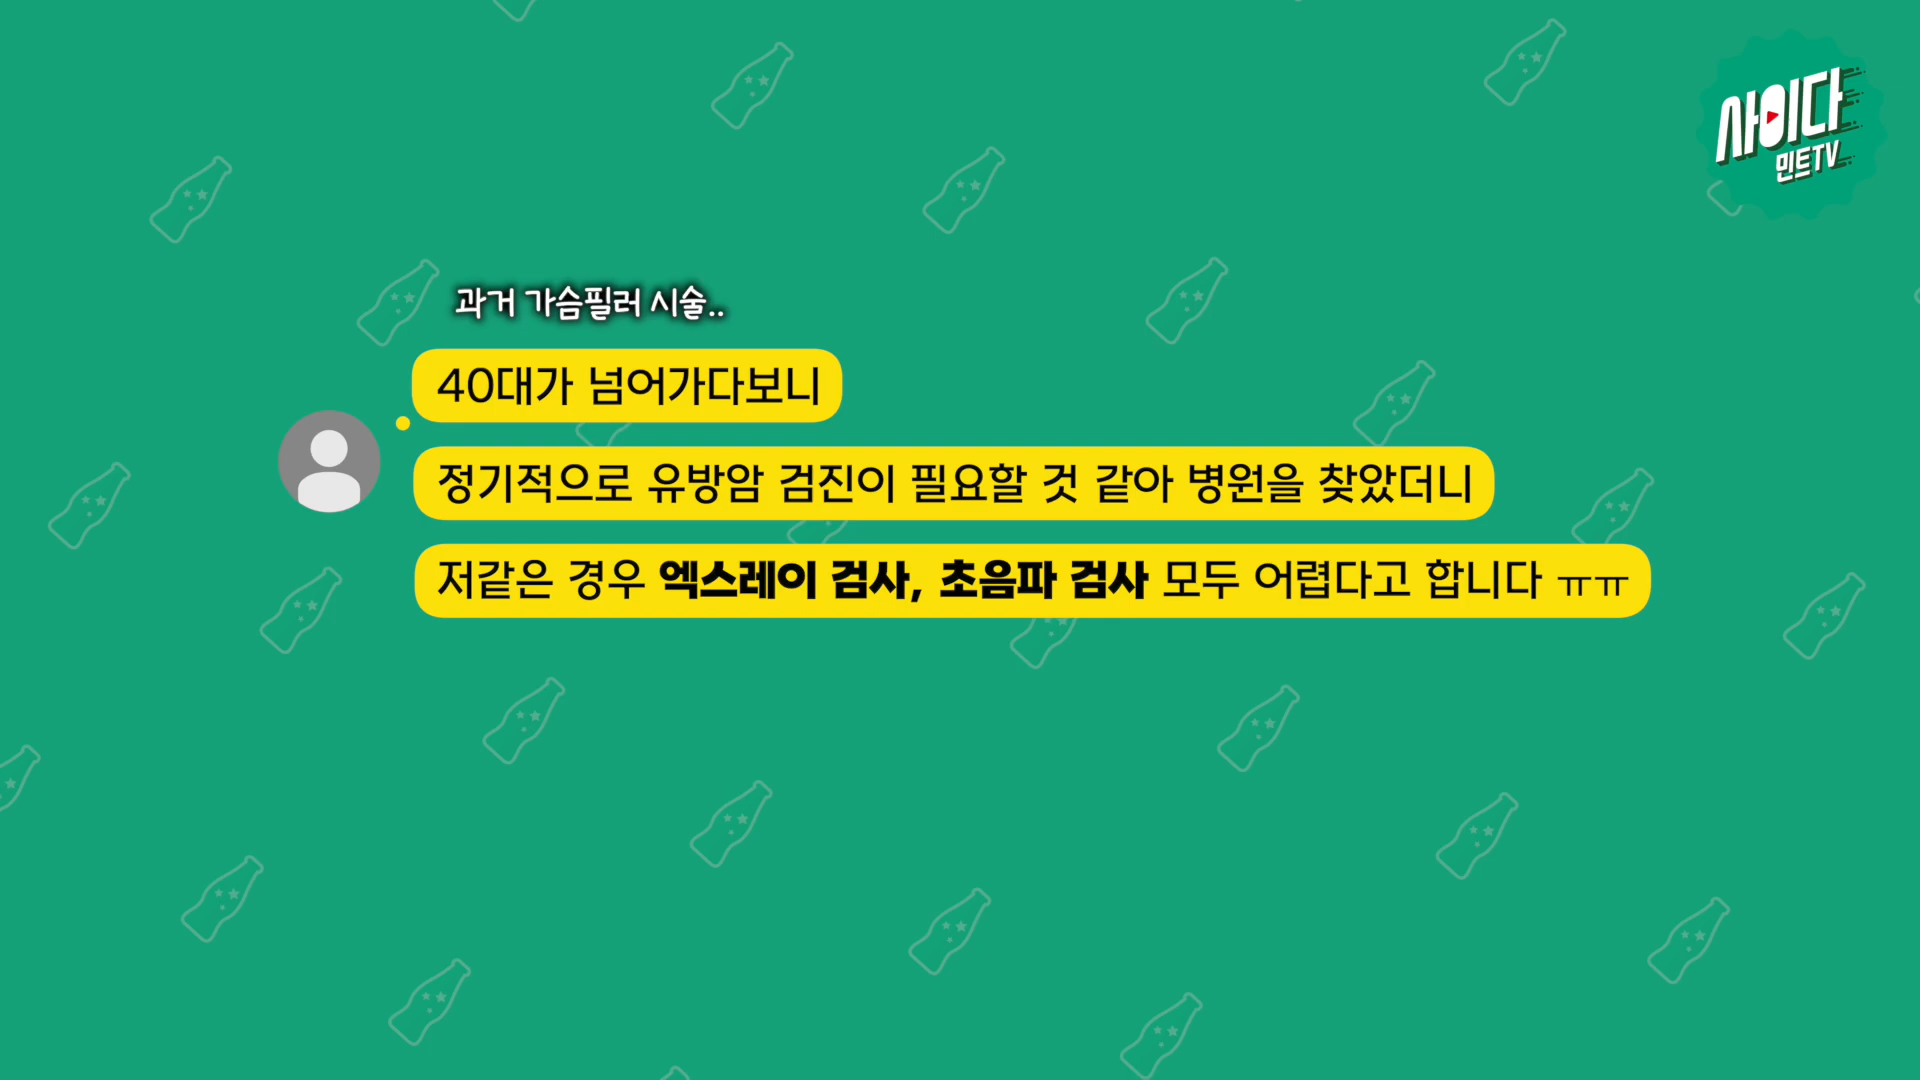 사이다
민트TV
과거 가슴필러 시술..
40대가 넘어가다보니
정기적으로 유방암 검진이 필요할 것 같아 병원을 찾았더니
저같은 경우 엑스레이 검사, 초음파 검사 모두 어렵다고 합니다 ㅠㅠ